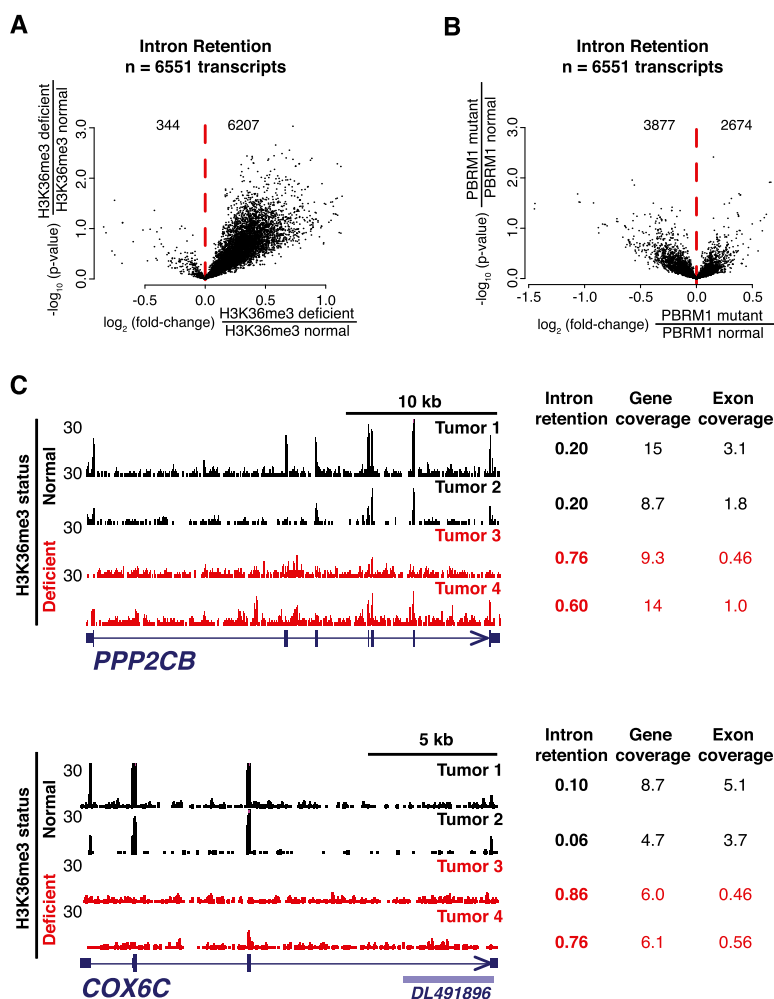 A
Intron Retention
n = 6551 transcripts
H3K36me3 deficient
H3K36me3 normal
-log10 (p-value)
344
6207
3.0
2.0
1.0
0.0
-0.5
0.0
0.5
1.0
log2 (fold-change)
H3K36me3 deficient
H3K36me3 normal
B
Intron Retention
n = 6551 transcripts
PBRM1 mutant
PBRM1 normal
-log10 (p-value)
3877
2674
3.0
2.0
1.0
0.0
-1.5
-1.0
-0.5
0.0
0.5
log2 (fold-change)
PBRM1 mutant
PBRM1 normal
C
H3K36me3 status
Normal
Deficient
10 kb
Intron retention
Gene coverage
Exon coverage
30
Tumor 1
0.20 15 3.1
30
Tumor 2
0.20 8.7 1.8
30
Tumor 3
0.76 9.3 0.46
30
Tumor 4
0.60 14 1.0
PPP2CB
H3K36me3 status
Normal
Deficient
5 kb
Intron retention
Gene coverage
Exon coverage
30
Tumor 1
0.10 8.7 5.1
30
Tumor 2
0.06 4.7 3.7
30
Tumor 3
0.86 6.0 0.46
30
Tumor 4
0.76 6.1 0.56
COX6C
DL491896